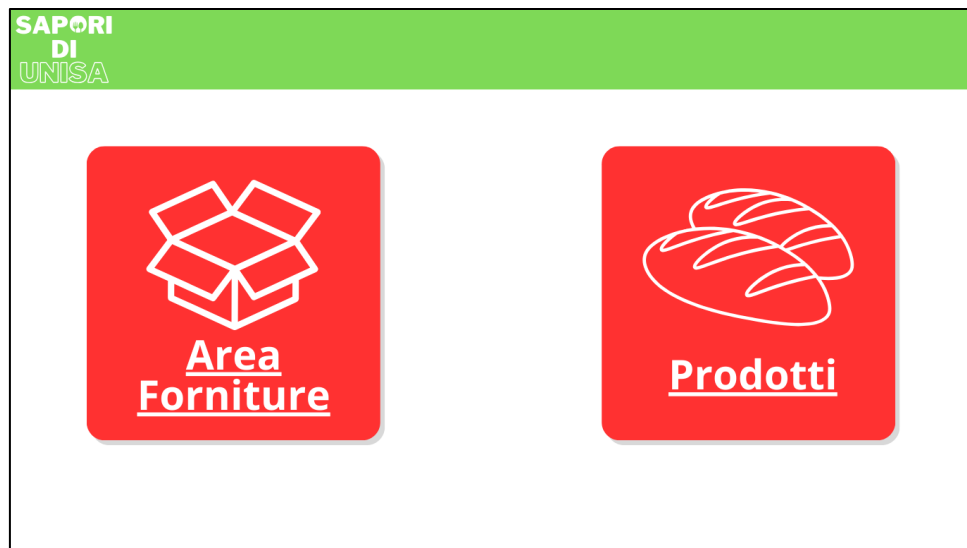 SAPORI
DI
UNISA
Area
Forniture
Prodotti